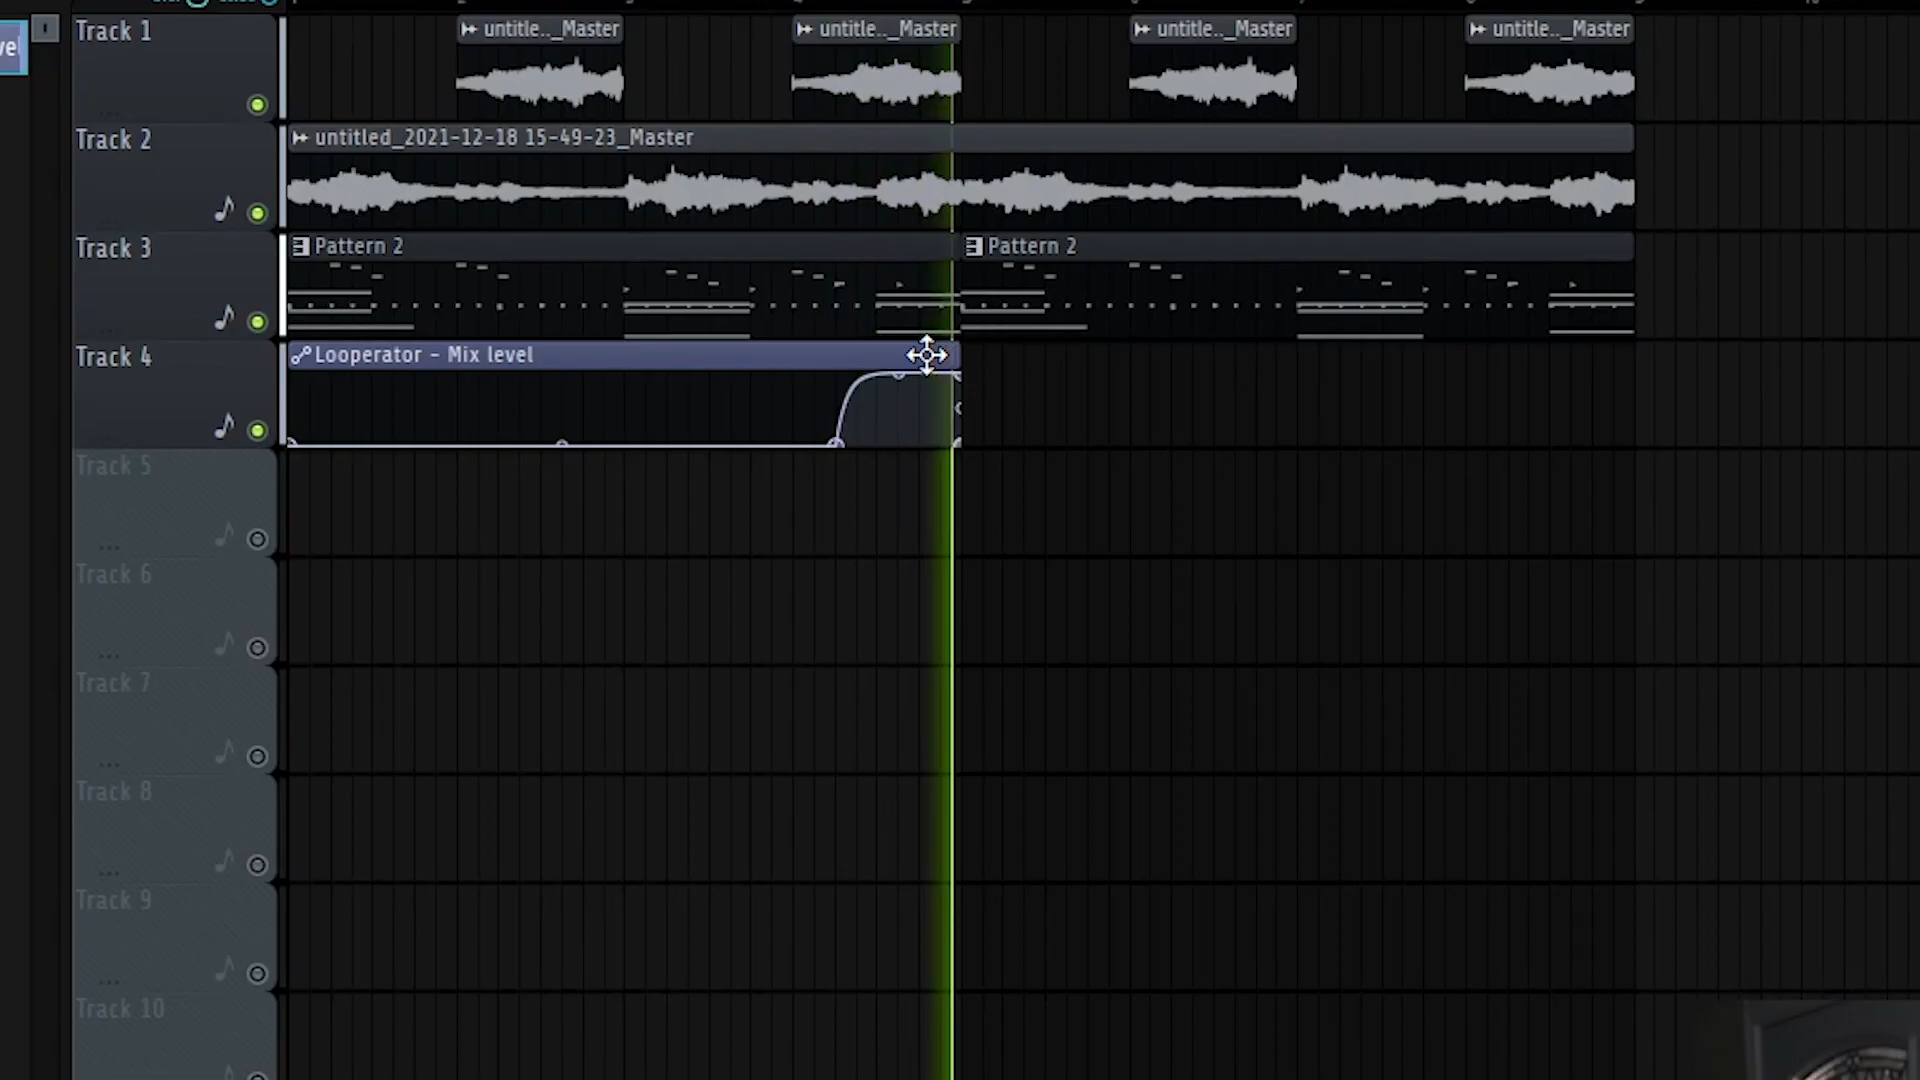 Track 1
untitle.._Master
untitle.._Master
untitle.._Master
untitle.._Master
Track 2
untitled_2021-12-18 15-49-23_Master
Track 3
Pattern 2
Pattern 2
Track 4
Looperator - Mix level
Track 5
...
Track 6
...
Track 7
...
Track 8
...
Track 9
...
Track 10